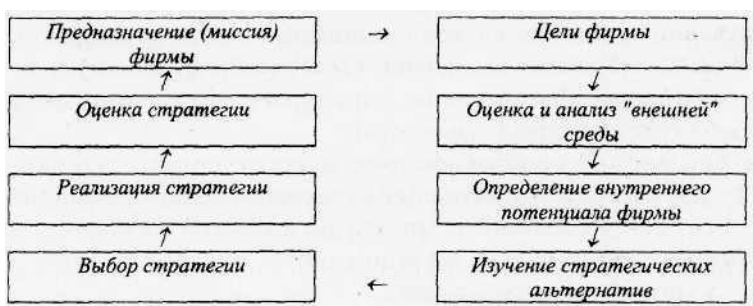 Предназначение (миссия)
фирмы
→
Цели фирмы
↑
↓
Оценка стратегии
Оценка и анализ "внешней"
среды
↑
↓
Реализация стратегии
Определение внутреннего
потенциала фирмы
↑
↓
Выбор стратегии
←
Изучение стратегических
альтернатив